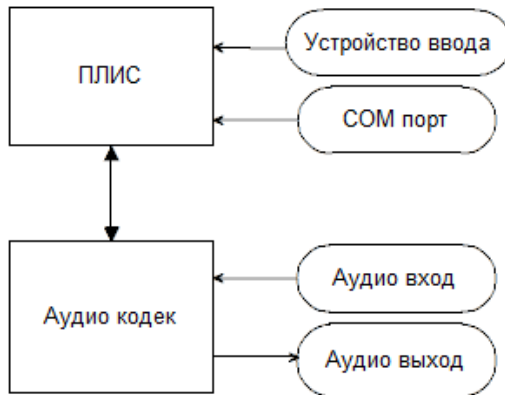 Устройство ввода
ПЛИС
COM порт
Аудио вход
Аудио кодек
Аудио выход